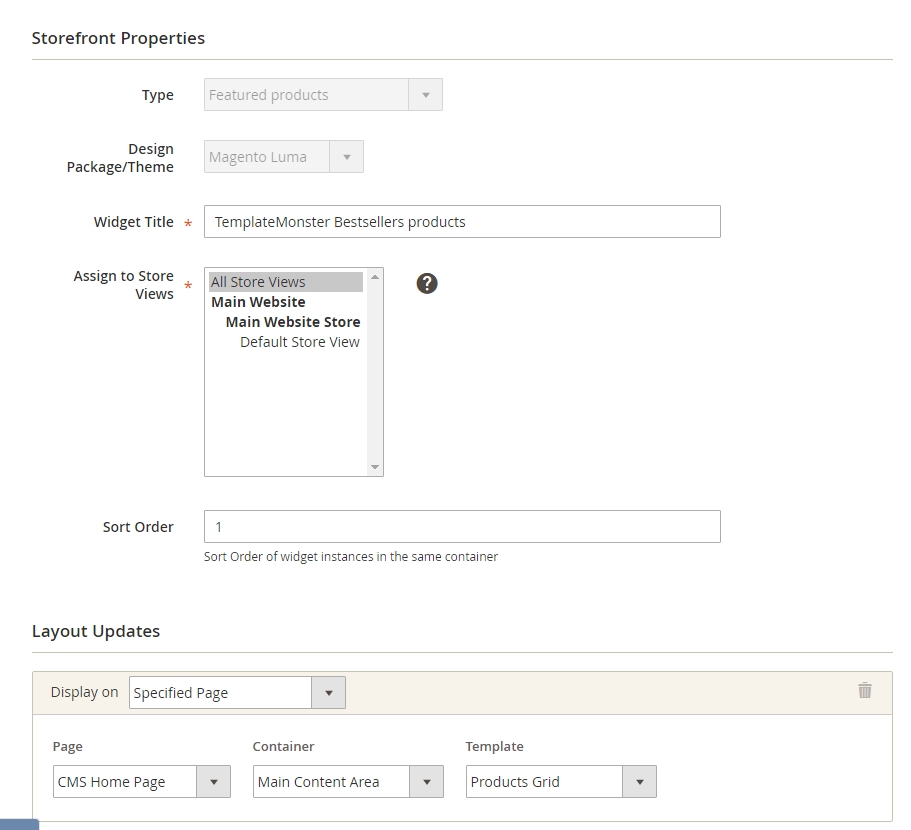 Storefront Properties
Type
Featured products
Design
Package/Theme
Magento Luma
Widget Title *
TemplateMonster Bestsellers products
Assign to Store
Views *
All Store Views
Main Website
Main Website Store
Default Store View
?
Sort Order
1
Sort Order of widget instances in the same container
Layout Updates
Display on Specified Page
Page Container Template
CMS Home Page Main Content Area Products Grid